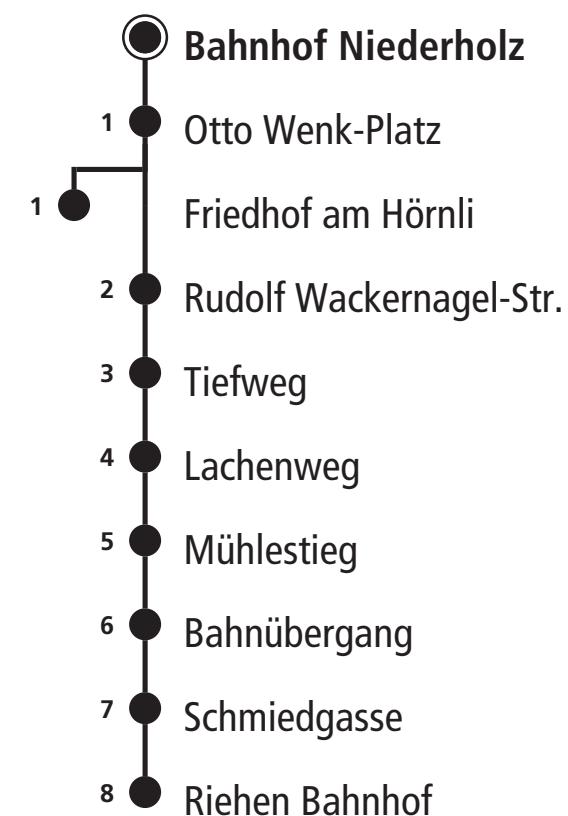 Bahnhof Niederholz
1 Otto Wenk-Platz
1 Friedhof am Hörnli
2 Rudolf Wackernagel-Str.
3 Tiefweg
4 Lachenweg
5 Mühlestieg
6 Bahnübergang
7 Schmiedgasse
8 Riehen Bahnhof